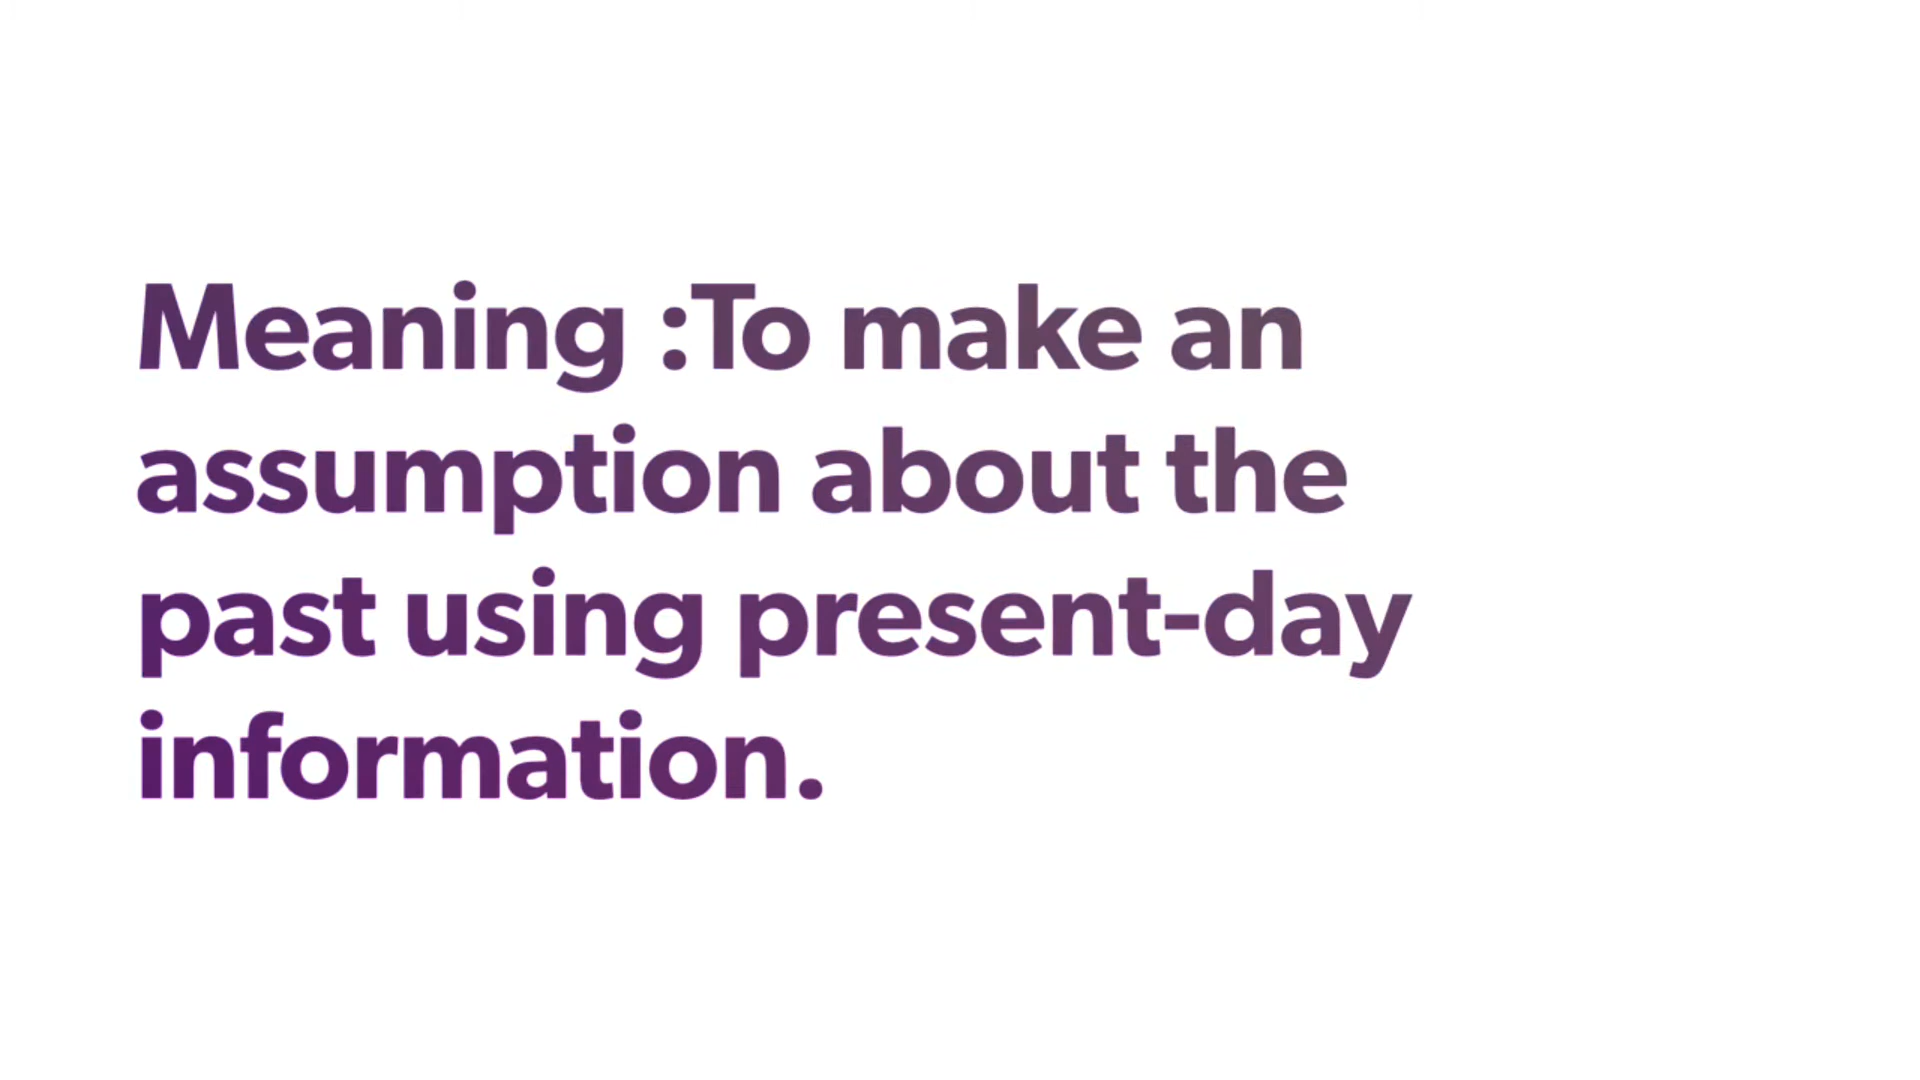 Meaning :To make an
assumption about the
past using present-day
information.